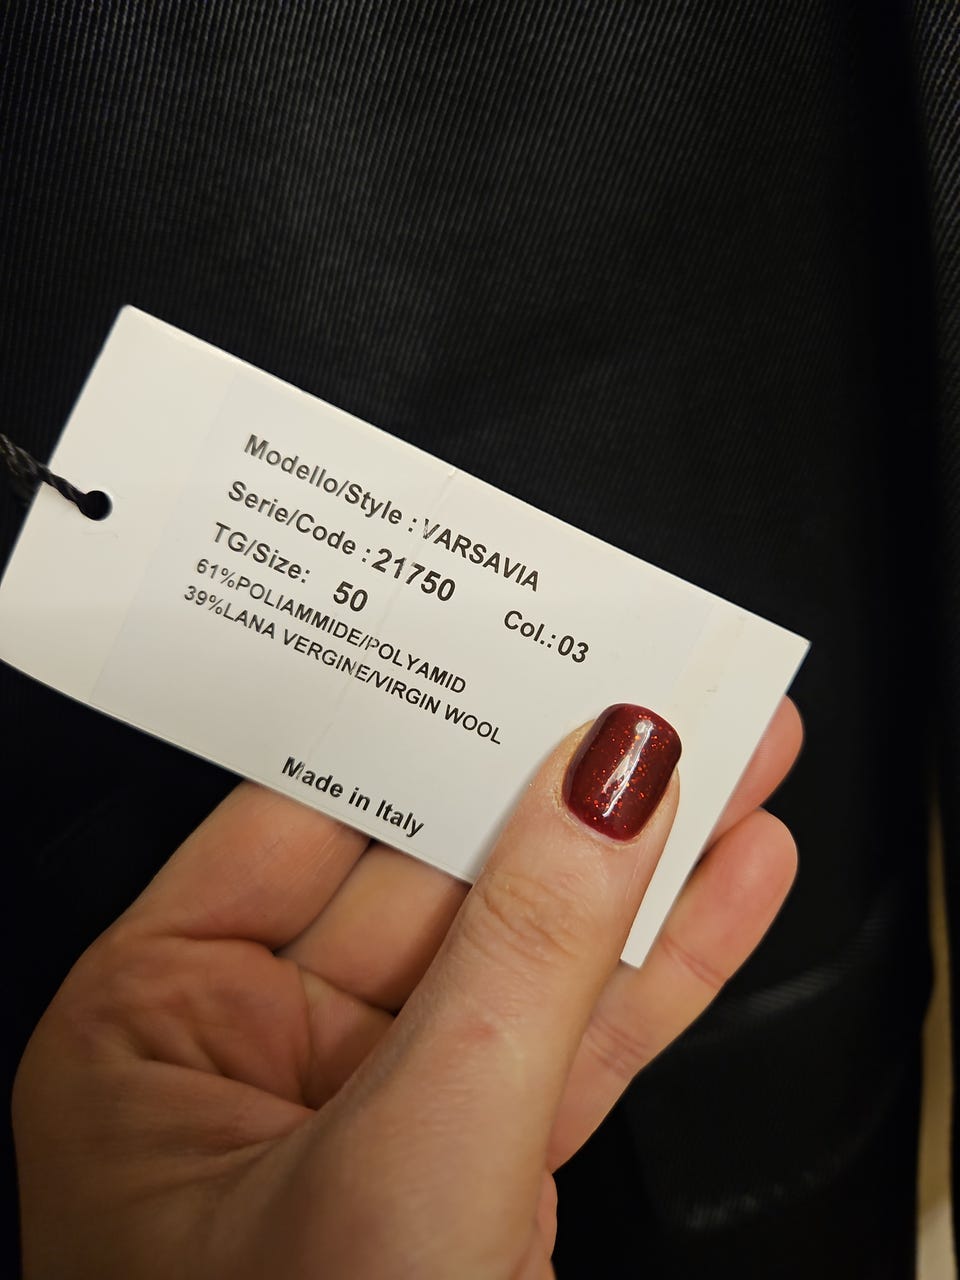 Modello/Style : VARSAVIA
Serie/Code : 21750
TG/Size: 50 Col.: 03
61%POLIAMMIDE/POLYAMID
39%LANA VERGINE/VIRGIN WOOL
Made in Italy